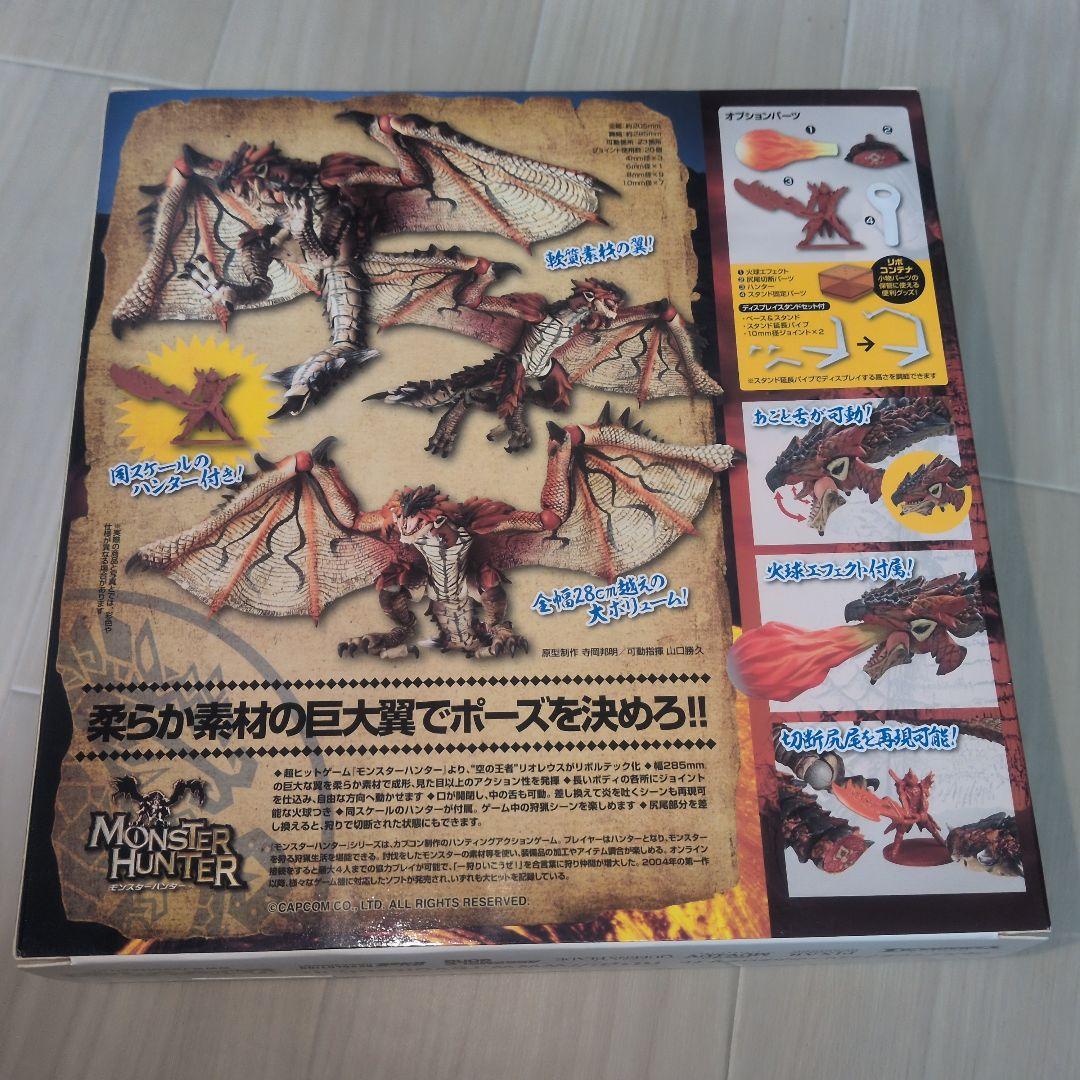 全幅:約285mm
可動箇所:23箇所
ジョイント使用数:20個
4mm径×3
6mm径×1
8mm径×9
10mm径×7
軟質素材の翼!
同スケールの
ハンター付き!
※実際の商品と写真とでは、彩色や
仕様が異なる場合があります
全幅28cm越えの
大ボリューム!
原型制作 寺岡邦明/可動指揮 山口勝久
柔らか素材の巨大翼でポーズを決めろ!!
◆超ヒットゲーム『モンスターハンター』より、“空の王者”リオレウスがリボルテック化 ◆幅285mm
の巨大な翼を柔らか素材で成形、見た目以上のアクション性を発揮 ◆長いボディの各所にジョイント
を仕込み、自由な方向へ動かせます ◆口が開閉し、中の舌も可動。差し換えて炎を吐くシーンも再現可
能な火球つき ◆同スケールのハンターが付属。ゲーム中の狩猟シーンを楽しめます ◆尻尾部分を差
し換えると、狩りで切断された状態にもできます。
MONSTER
HUNTER
モンスターハンター
『モンスターハンター』シリーズは、カプコン制作のハンティングアクションゲーム。プレイヤーはハンターとなり、モンスター
を狩る狩猟生活を堪能できる。討伐をしたモンスターの素材等を使い、装備品の加工やアイテム調合が楽しめる。オンライン
接続をすると最大4人までの協力プレイが可能で、「一狩りいこうぜ!」を合言葉に狩り仲間が増大した。2004年の第一作
以降、様々なゲーム機に対応したソフトが発売され、いずれも大ヒットを記録している。
©CAPCOM CO., LTD. ALL RIGHTS RESERVED.
オプションパーツ
1
2
3
4
1 火球エフェクト
2 尻尾切断パーツ
3 ハンター
4 スタンド固定パーツ
リボ
コンテナ
小物パーツの
保管に使える
便利グッズ!
ディスプレイスタンドセット付
・ベース&スタンド
・スタンド延長パイプ
・10mm径ジョイント×2
※スタンド延長パイプでディスプレイする高さを調節できます
あごと舌が可動!
火球エフェクト付属!
切断尻尾を再現可能!